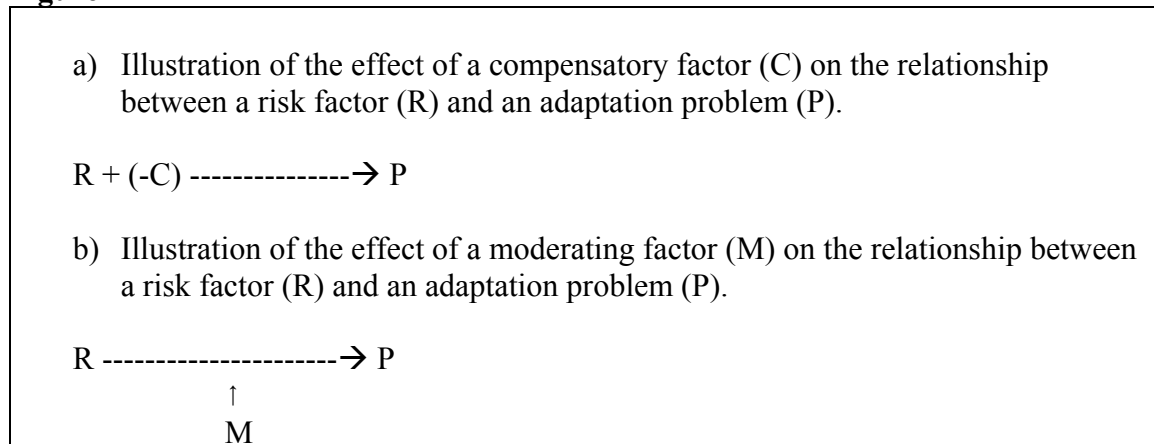 a) Illustration of the effect of a compensatory factor (C) on the relationship
between a risk factor (R) and an adaptation problem (P).
R + (-C) ---------------→ P
b) Illustration of the effect of a moderating factor (M) on the relationship between
a risk factor (R) and an adaptation problem (P).
R ----------------------→ P
↑
M